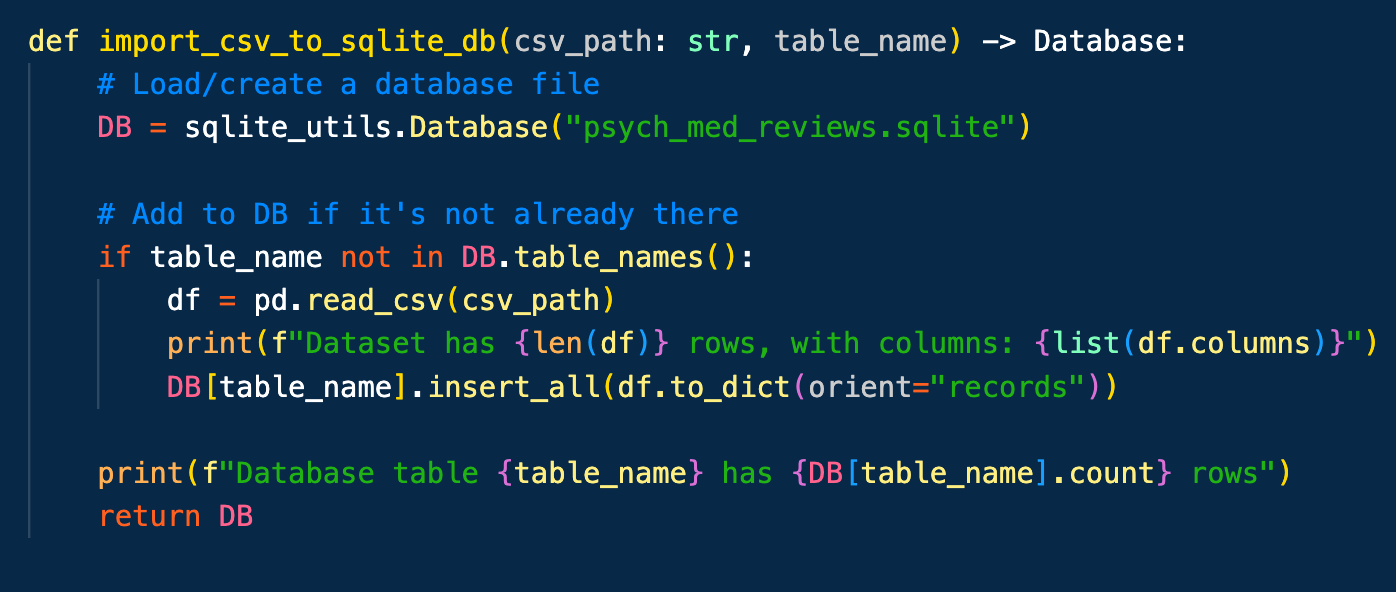 def import_csv_to_sqlite_db(csv_path: str, table_name) -> Database:
    # Load/create a database file
    DB = sqlite_utils.Database("psych_med_reviews.sqlite")

    # Add to DB if it's not already there
    if table_name not in DB.table_names():
        df = pd.read_csv(csv_path)
        print(f"Dataset has {len(df)} rows, with columns: {list(df.columns)}")
        DB[table_name].insert_all(df.to_dict(orient="records"))

    print(f"Database table {table_name} has {DB[table_name].count} rows")
    return DB